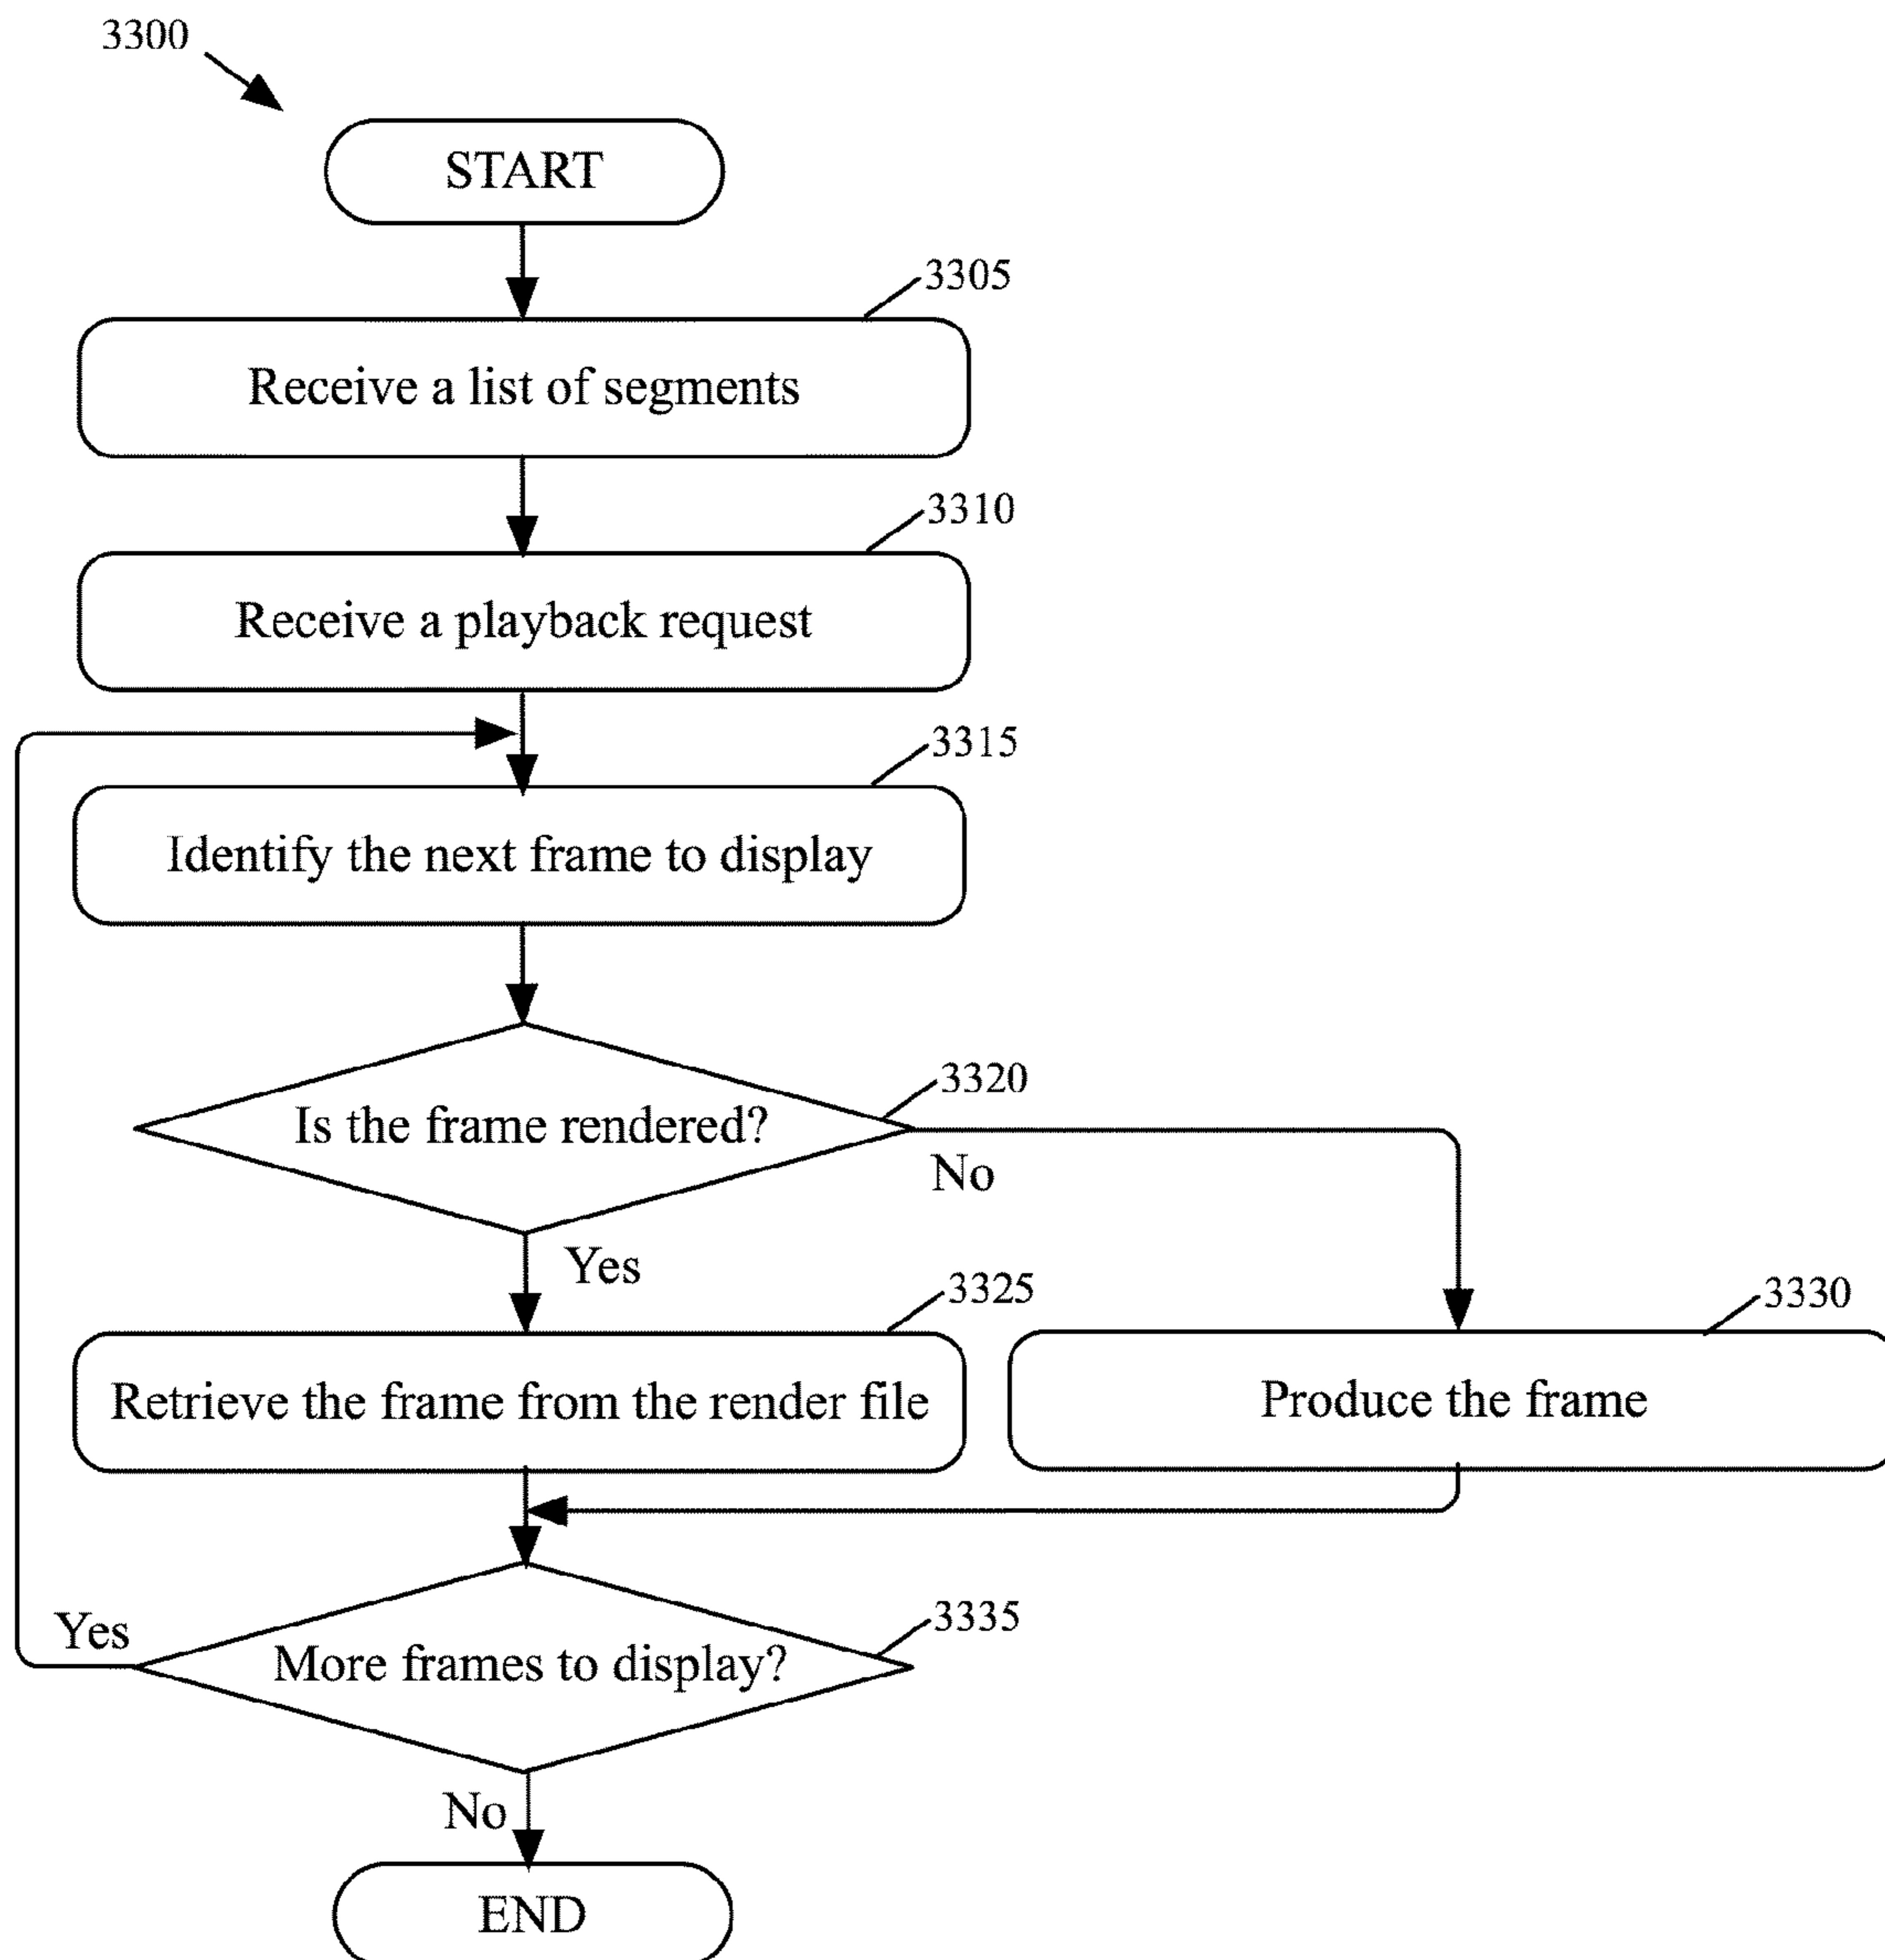 3300
START
3305
Receive a list of segments
3310
Receive a playback request
3315
Identify the next frame to display
3320
Is the frame rendered?
No
Yes
3325
Retrieve the frame from the render file
3330
Produce the frame
3335
Yes
More frames to display?
No
END